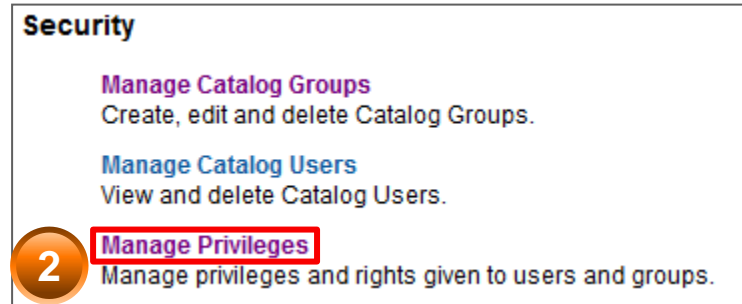 Security
Manage Catalog Groups
Create, edit and delete Catalog Groups.
Manage Catalog Users
View and delete Catalog Users.
2
Manage Privileges
Manage privileges and rights given to users and groups.